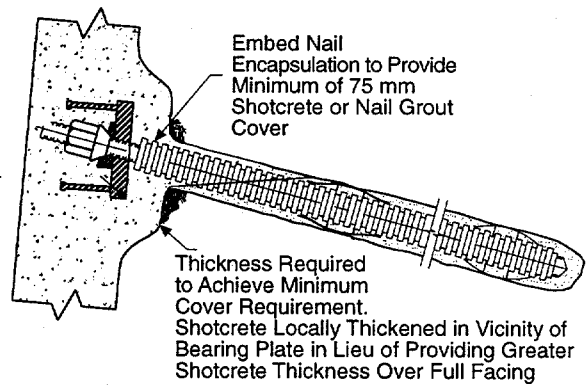 Embed Nail
Encapsulation to Provide
Minimum of 75 mm
Shotcrete or Nail Grout
Cover
Thickness Required
to Achieve Minimum
Cover Requirement.
Shotcrete Locally Thickened in Vicinity of
Bearing Plate in Lieu of Providing Greater
Shotcrete Thickness Over Full Facing